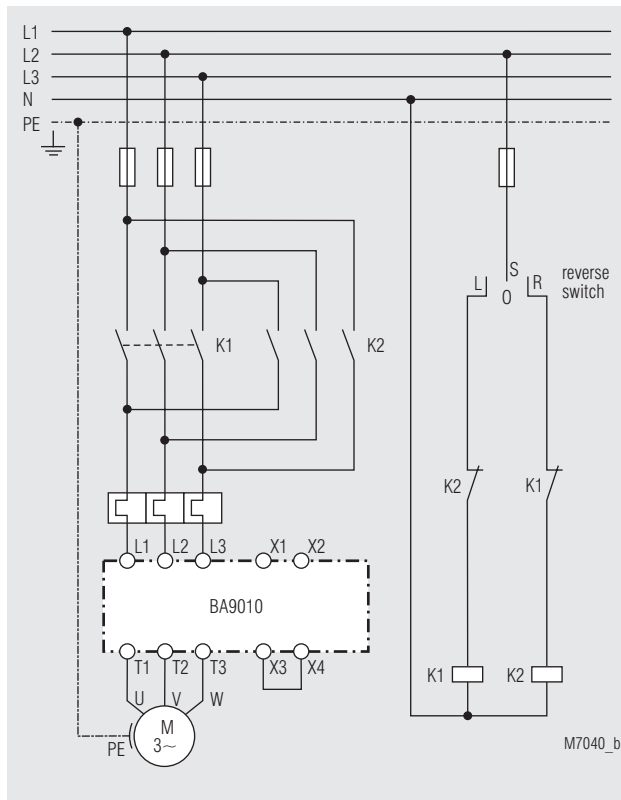 L1
L2
L3
N
PE
L
S
O
R
reverse
switch
K1
K2
K2
K1
L1 L2 L3 X1 X2
BA9010
T1 T2 T3 X3 X4
U V W
K1
K2
M
3~
PE
M7040_b